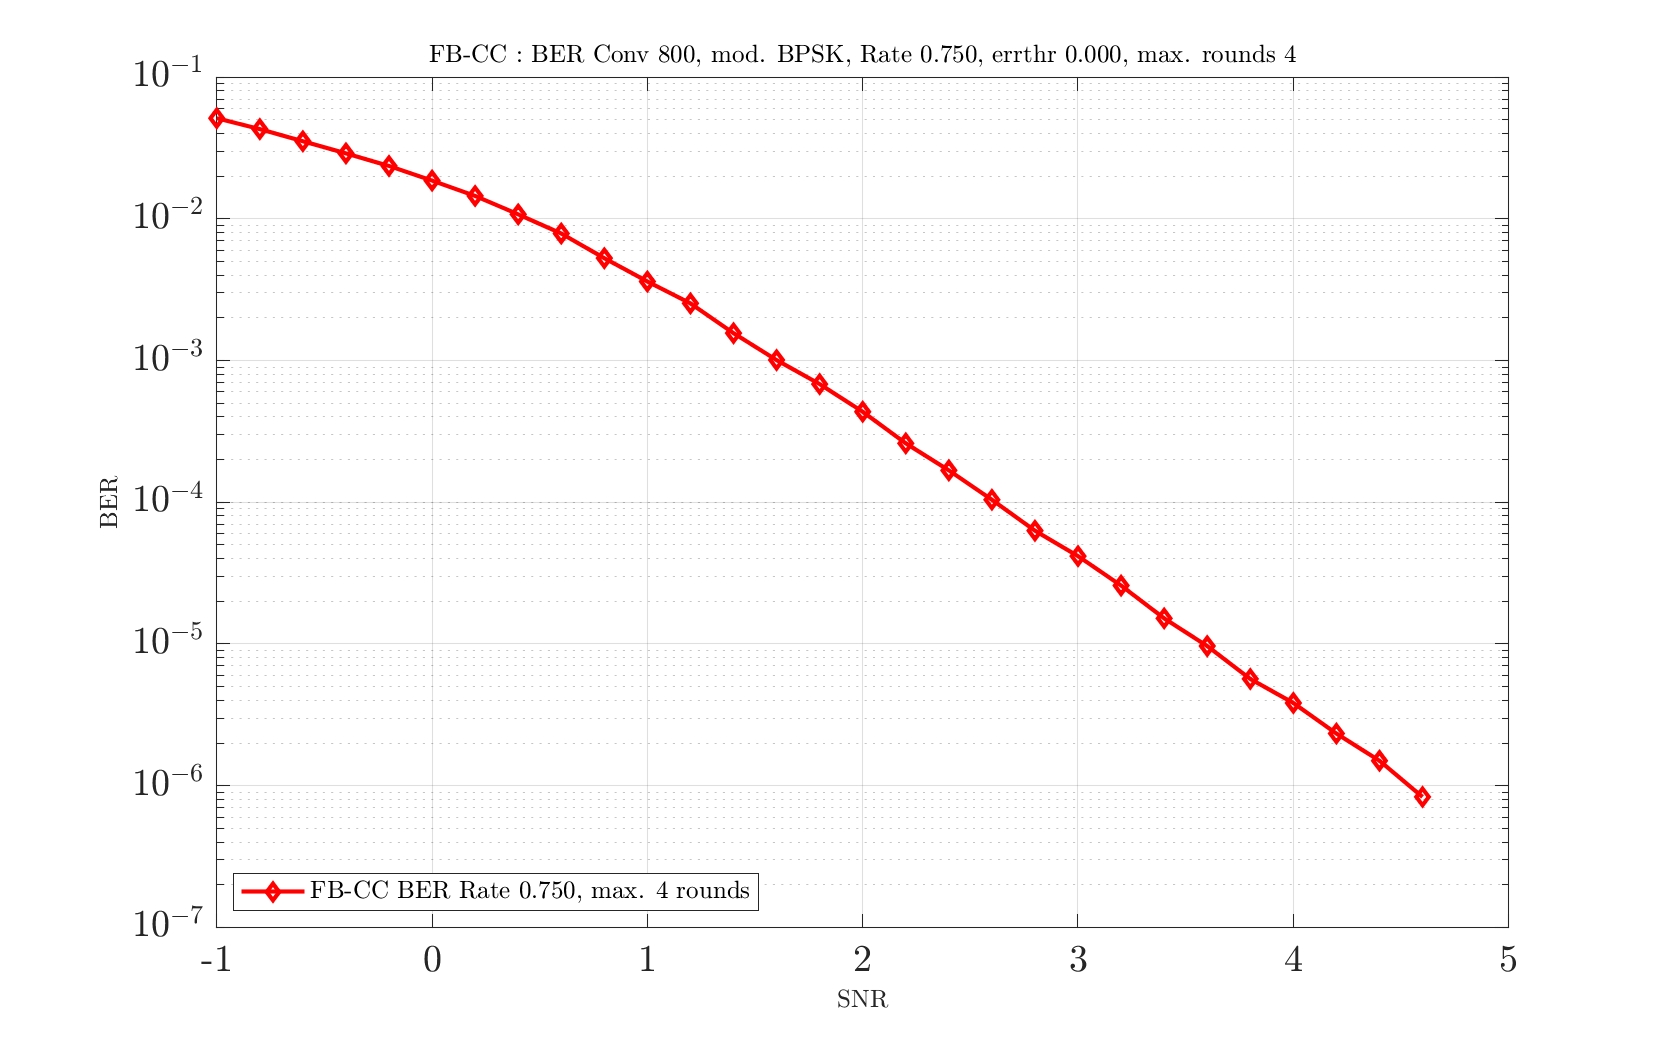 FB-CC : BER Conv 800, mod. BPSK, Rate 0.750, errthr 0.000, max. rounds 4
10⁻¹
10⁻²
10⁻³
10⁻⁴
10⁻⁵
10⁻⁶
10⁻⁷
BER
FB-CC BER Rate 0.750, max. 4 rounds
-1 0 1 2 3 4 5
SNR